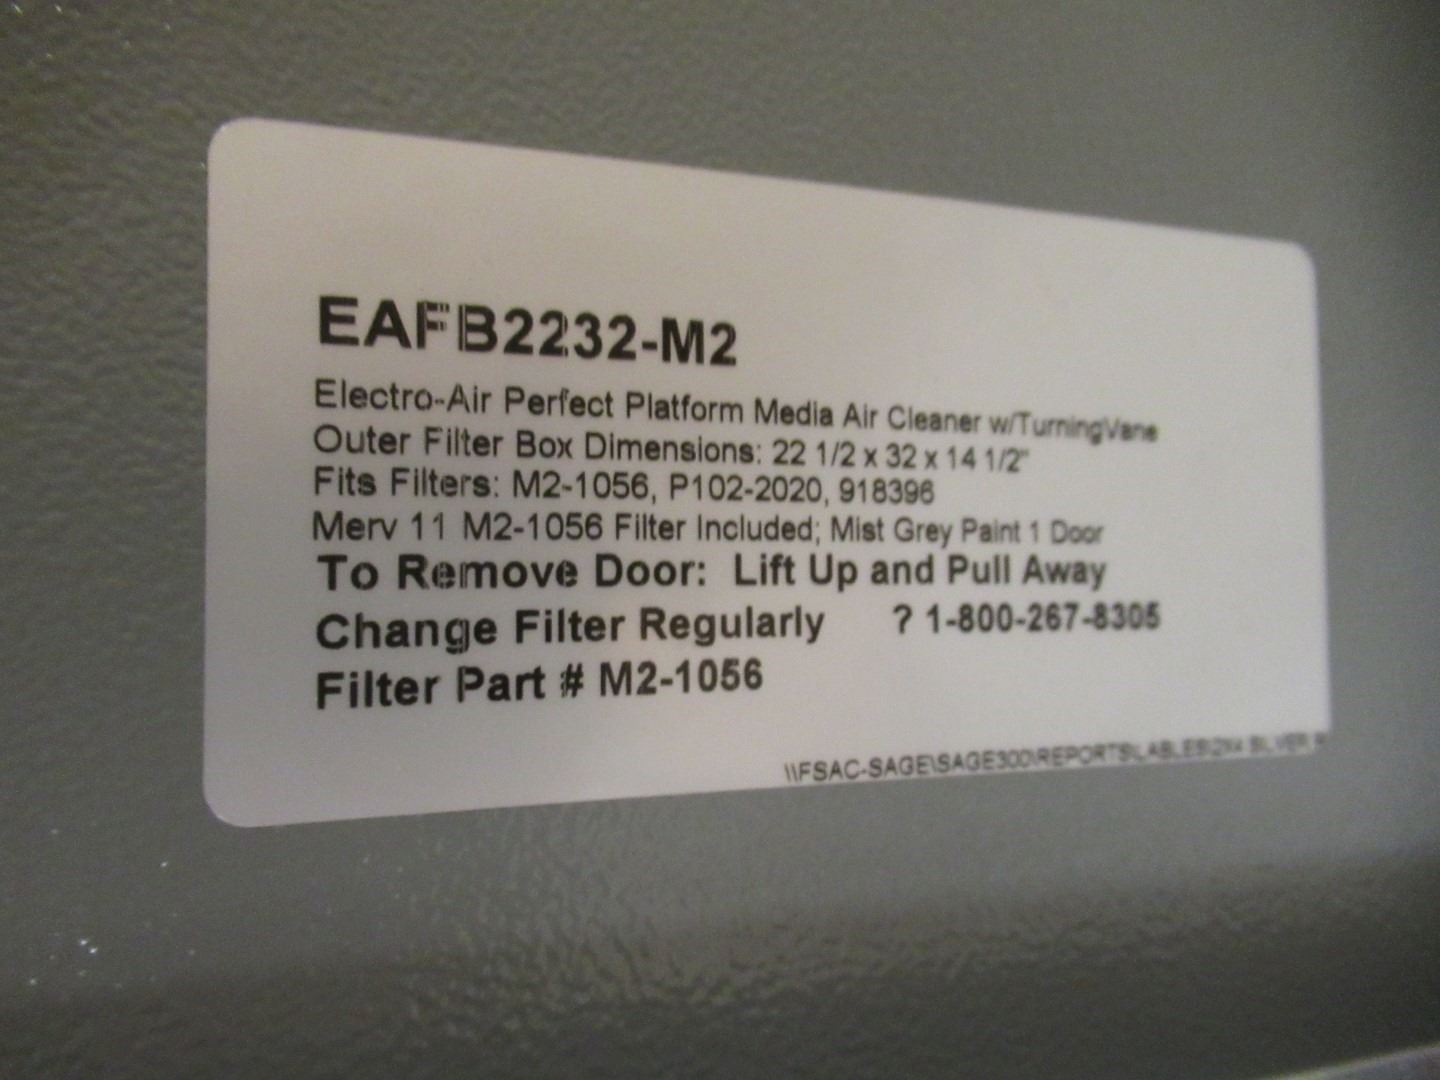 EAFB2232-M2
Electro-Air Perfect Platform Media Air Cleaner w/TurningVane
Outer Filter Box Dimensions: 22 1/2 x 32 x 14 1/2"
Fits Filters: M2-1056, P102-2020, 918396
Merv 11 M2-1056 Filter Included; Mist Grey Paint 1 Door
To Remove Door: Lift Up and Pull Away
Change Filter Regularly ? 1-800-267-8305
Filter Part # M2-1056
\\FSAC-SAGE\SAGE300\REPORTS\LABLES\2X4 SILVER